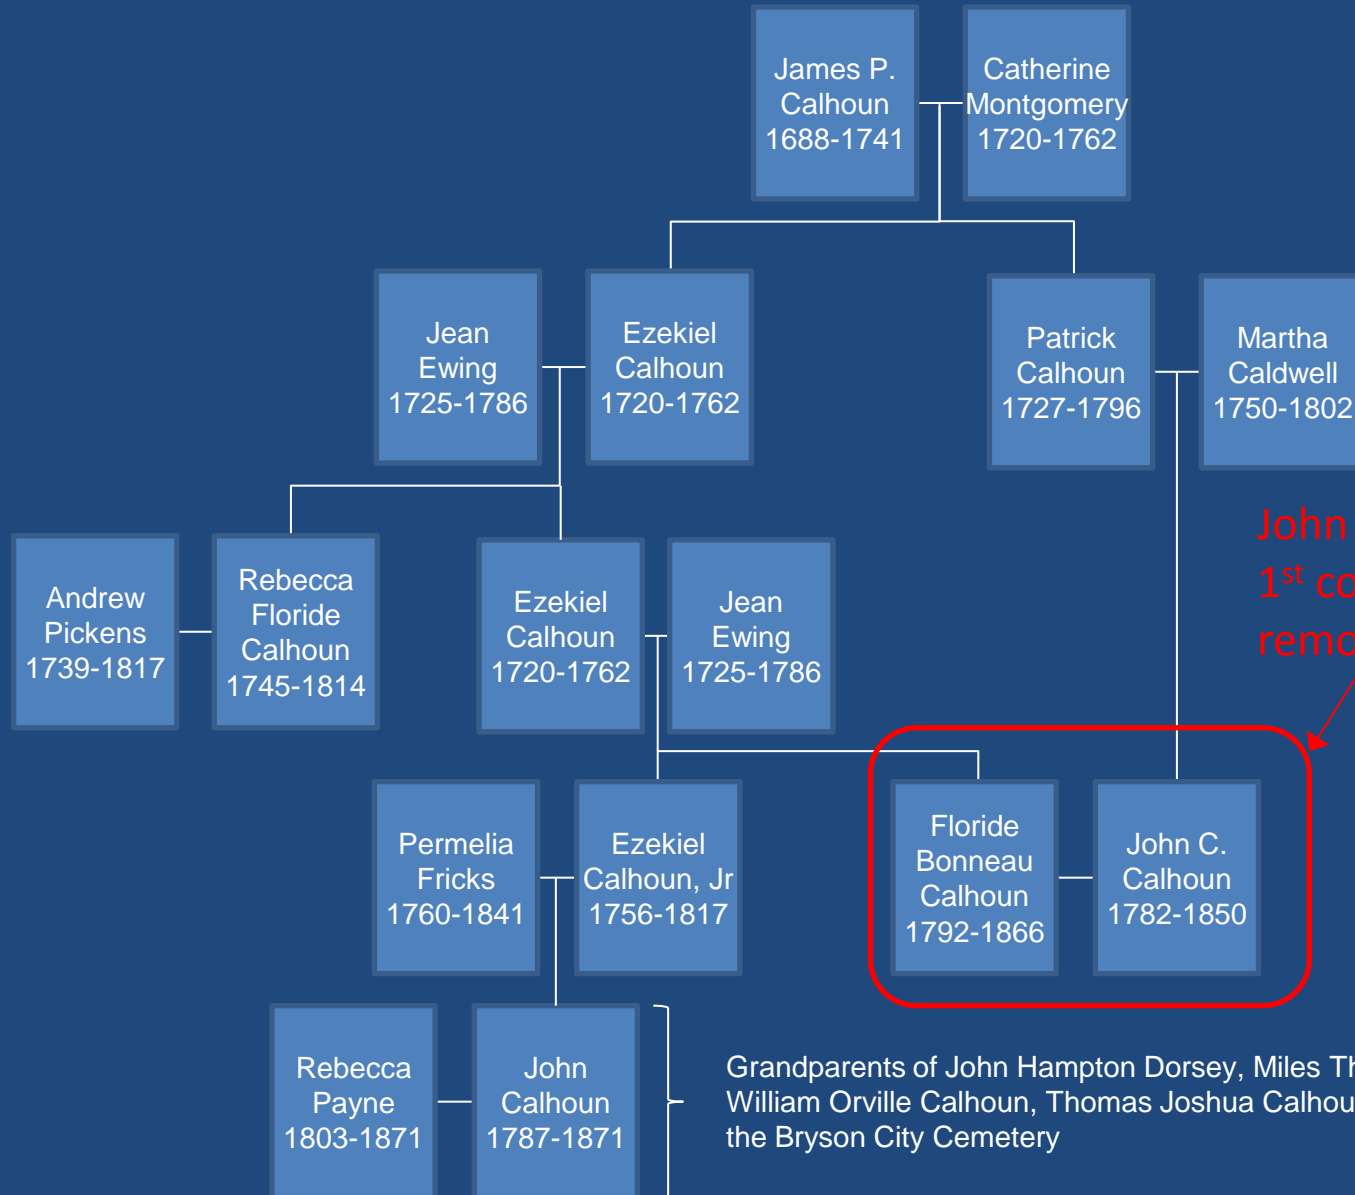 James P.
Calhoun
1688-1741
Catherine
Montgomery
1720-1762
Jean
Ewing
1725-1786
Ezekiel
Calhoun
1720-1762
Patrick
Calhoun
1727-1796
Martha
Caldwell
1750-1802
John
1st co
remo
Andrew
Pickens
1739-1817
Rebecca
Floride
Calhoun
1745-1814
Ezekiel
Calhoun
1720-1762
Jean
Ewing
1725-1786
Permelia
Fricks
1760-1841
Ezekiel
Calhoun, Jr
1756-1817
Floride
Bonneau
Calhoun
1792-1866
John C.
Calhoun
1782-1850
Rebecca
Payne
1803-1871
John
Calhoun
1787-1871
Grandparents of John Hampton Dorsey, Miles Th
William Orville Calhoun, Thomas Joshua Calhou
the Bryson City Cemetery